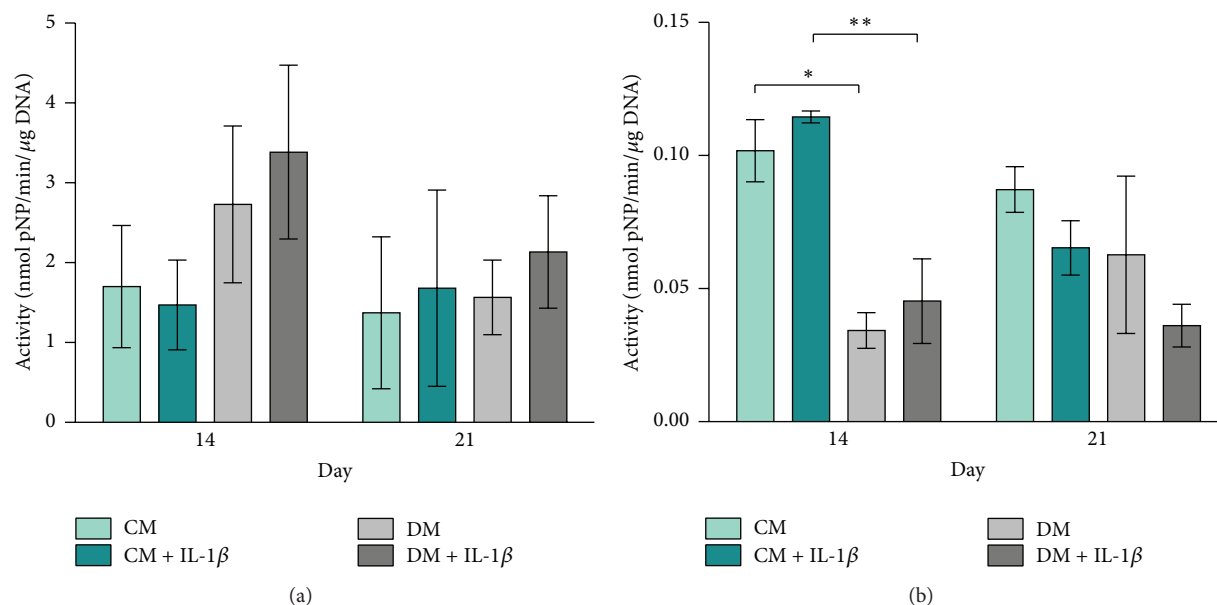 Activity (nmol pNP/min/μg DNA)
5
4
3
2
1
0
14
21
Day
CM
CM + IL-1β
DM
DM + IL-1β
(a)
Activity (nmol pNP/min/μg DNA)
0.15
0.10
0.05
0.00
*
**
14
21
Day
CM
CM + IL-1β
DM
DM + IL-1β
(b)